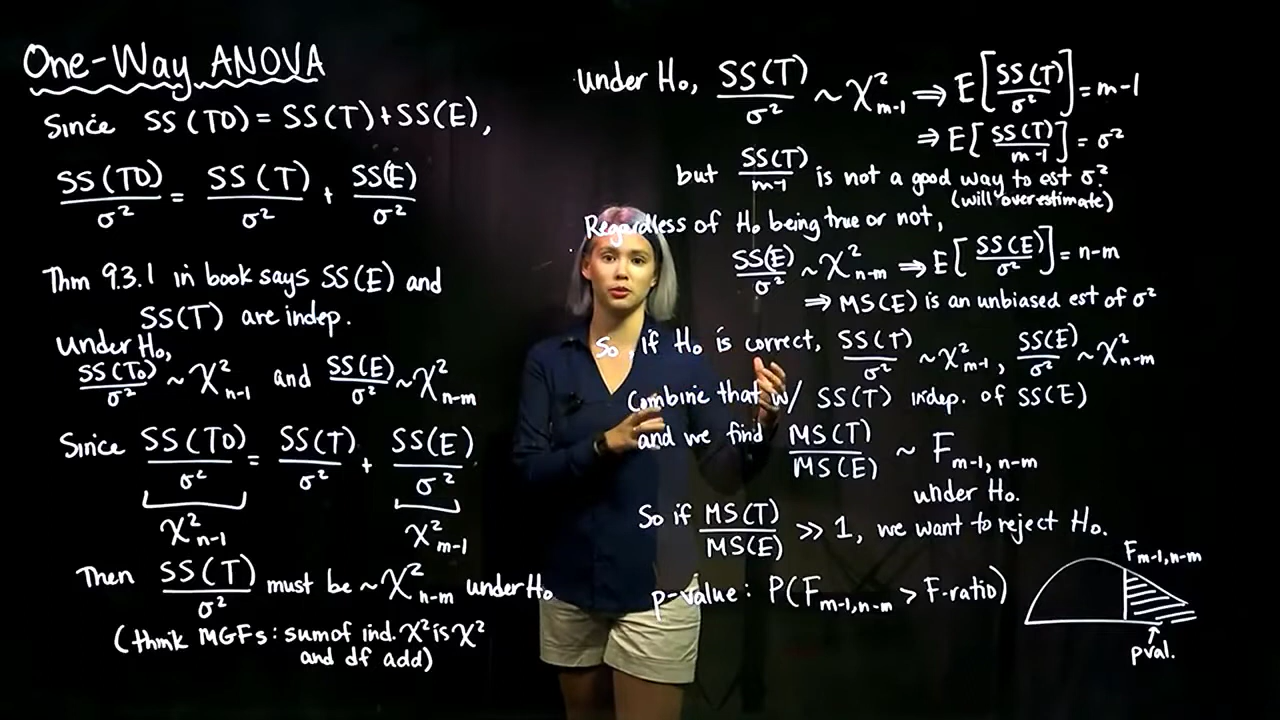 One-Way ANOVA
Since SS(TO) = SS(T) + SS(E),
SS(TO)/σ² = SS(T)/σ² + SS(E)/σ²
Thm 9.3.1 in book says SS(E) and
SS(T) are indep.
Under H₀,
SS(TO)/σ² ~ χ²ₙ₋₁ and SS(E)/σ² ~ χ²ₙ₋ₘ
Since SS(TO)/σ² = SS(T)/σ² + SS(E)/σ²
χ²ₙ₋₁ χ²ₘ₋₁
Then SS(T)/σ² must be ~ χ²ₙ₋ₘ under H₀
(think MGFs: sum of ind. χ² is χ²
and df add)
under H₀, SS(T)/σ² ~ χ²ₘ₋₁ ⇒ E[SS(T)/σ²] = m-1
⇒ E[SS(T)/m-1] = σ²
but SS(T)/m-1 is not a good way to est σ².
(will overestimate)
Regardless of H₀ being true or not,
SS(E)/σ² ~ χ²ₙ₋ₘ ⇒ E[SS(E)/σ²] = n-m
⇒ MS(E) is an unbiased est of σ²
So, if H₀ is correct, SS(T)/σ² ~ χ²ₘ₋₁, SS(E)/σ² ~ χ²ₙ₋ₘ
Combine that w/ SS(T) indep. of SS(E)
and we find MS(T)/MS(E) ~ Fₘ₋₁,ₙ₋ₘ
under H₀.
So if MS(T)/MS(E) >> 1, we want to reject H₀.
p-value: P(Fₘ₋₁,ₙ₋ₘ > F-ratio)
Fₘ₋₁,ₙ₋ₘ
pval.